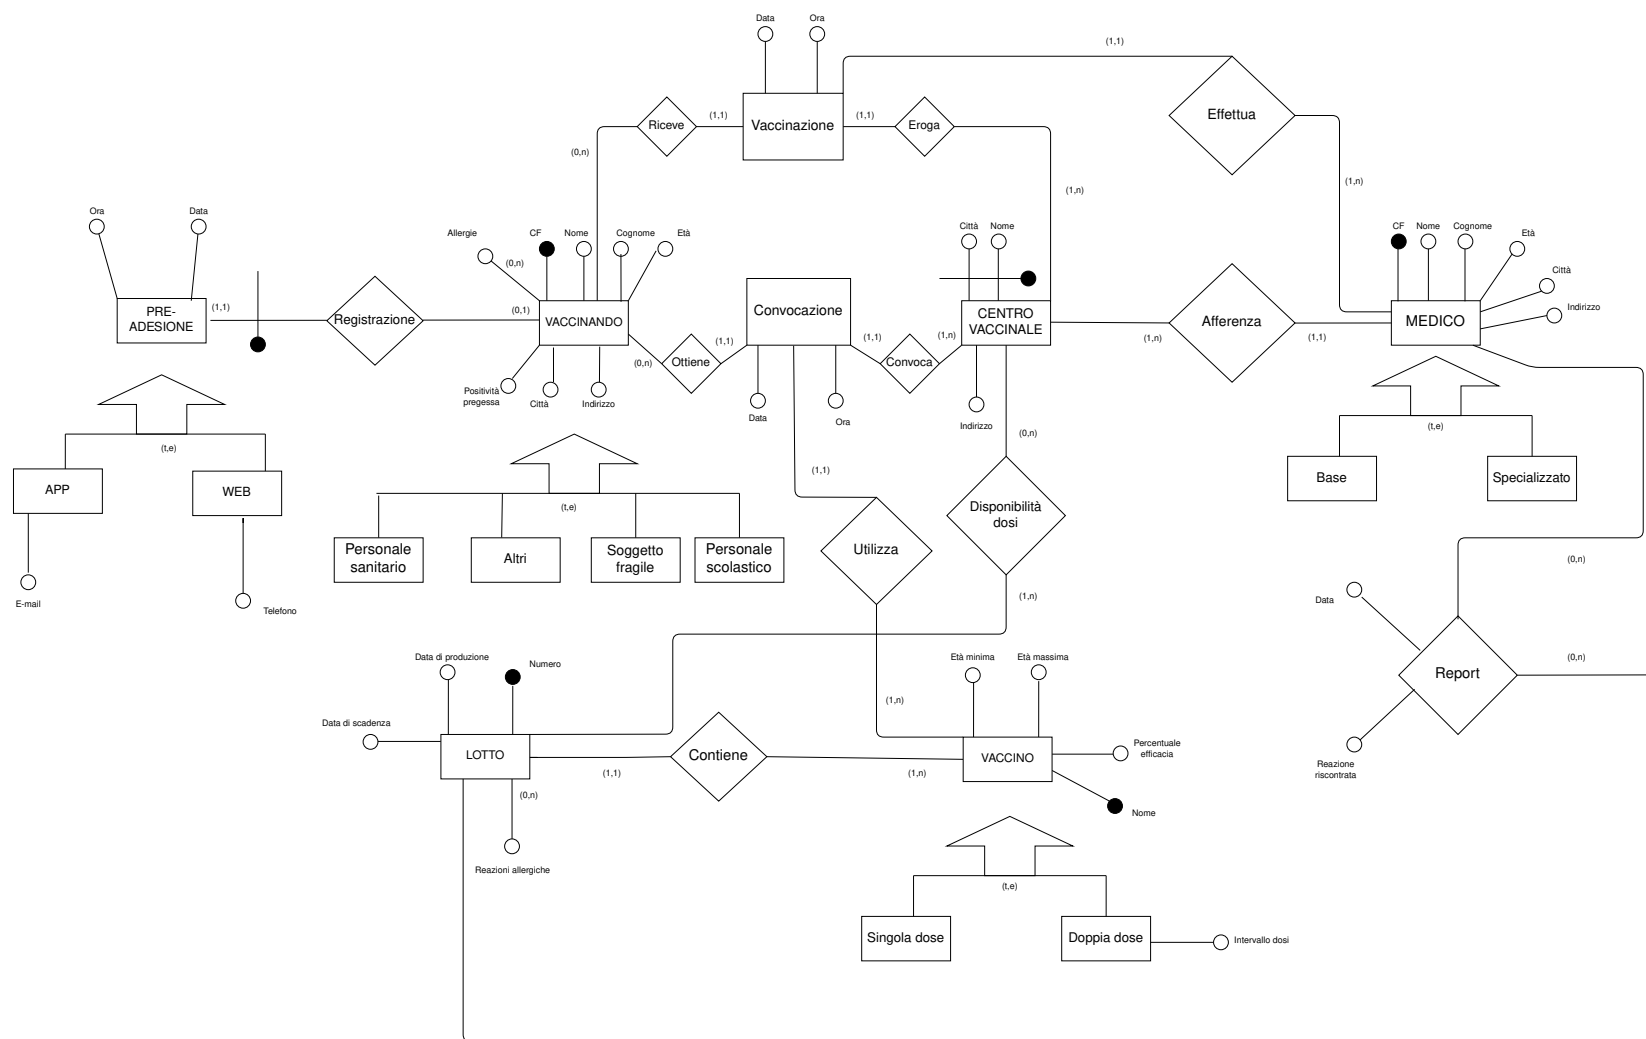 Data
Ora
(1,1)
Effettua
Riceve
(1,1)
Vaccinazione
(1,1)
Eroga
(0,n)
(1,n)
(1,n)
Ora
Data
Allergie
(0,n)
CF
Nome
Cognome
Età
Città
Nome
CF
Nome
Cognome
Età
Città
Indirizzo
PRE-
ADESIONE
(1,1)
Registrazione
(0,1)
VACCINANDO
(0,n)
Ottiene
(1,1)
Convocazione
(1,1)
Convoca
(1,n)
CENTRO
VACCINALE
(1,n)
Afferenza
(1,1)
MEDICO
Positività
pregessa
Città
Indirizzo
Data
Ora
Indirizzo
(0,n)
(t,e)
APP
WEB
E-mail
Telefono
(t,e)
Personale
sanitario
Altri
Soggetto
fragile
Personale
scolastico
(1,1)
Utilizza
Disponibilità
dosi
(1,n)
(t,e)
Base
Specializzato
(0,n)
Data
Report
(0,n)
Reazione
riscontrata
Data di produzione
Numero
Data di scadenza
LOTTO
(1,1)
Contiene
(1,n)
(1,n)
Età minima
Età massima
VACCINO
Percentuale
efficacia
Nome
(0,n)
Reazioni allergiche
(t,e)
Singola dose
Doppia dose
Intervallo dosi